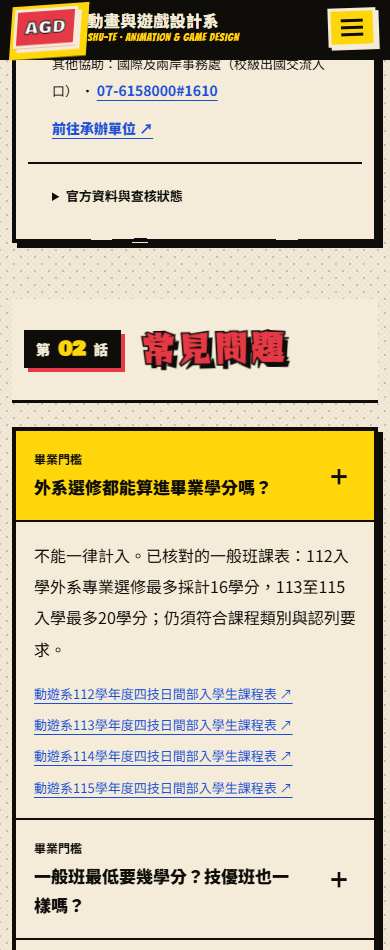 AGD
動畫與遊戲設計系
SHU-TE · ANIMATION & GAME DESIGN
其他協助：國際及兩岸事務處（校級出國交流人
口） · 07-6158000#1610
前往承辦單位 ↗
▶ 官方資料與查核狀態
第 02 話
常見問題
畢業門檻
外系選修都能算進畢業學分嗎？
+
不能一律計入。已核對的一般班課表：112入
學外系專業選修最多採計16學分，113至115
入學最多20學分；仍須符合課程類別與認列要
求。
動遊系112學年度四技日間部入學生課程表 ↗
動遊系113學年度四技日間部入學生課程表 ↗
動遊系114學年度四技日間部入學生課程表 ↗
動遊系115學年度四技日間部入學生課程表 ↗
畢業門檻
一般班最低要幾學分？技優班也一
樣嗎？
+